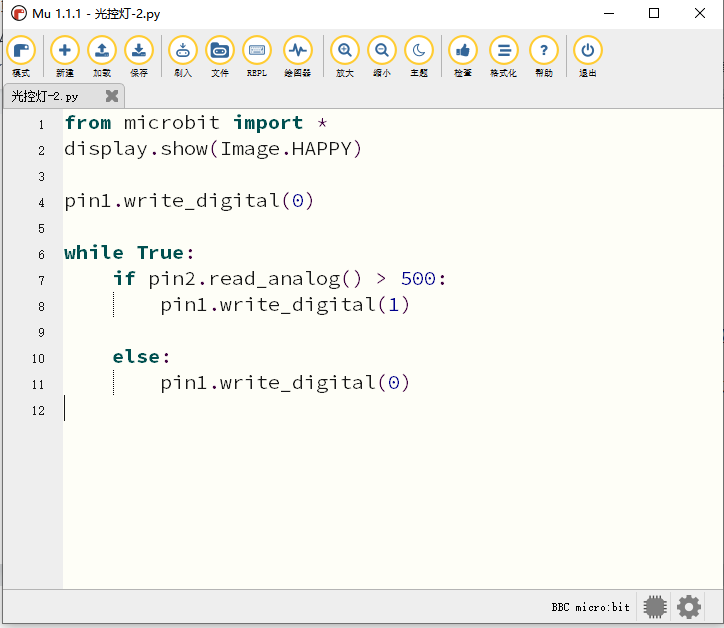 Mu 1.1.1 - 光控灯-2.py
模式 新建 加载 保存 刷入 文件 REPL 绘图器 放大 缩小 主题 检查 格式化 帮助 退出
光控灯-2.py
1 from microbit import *
2 display.show(Image.HAPPY)
3
4 pin1.write_digital(0)
5
6 while True:
7     if pin2.read_analog() > 500:
8         pin1.write_digital(1)
9
10     else:
11         pin1.write_digital(0)
12
BBC micro:bit